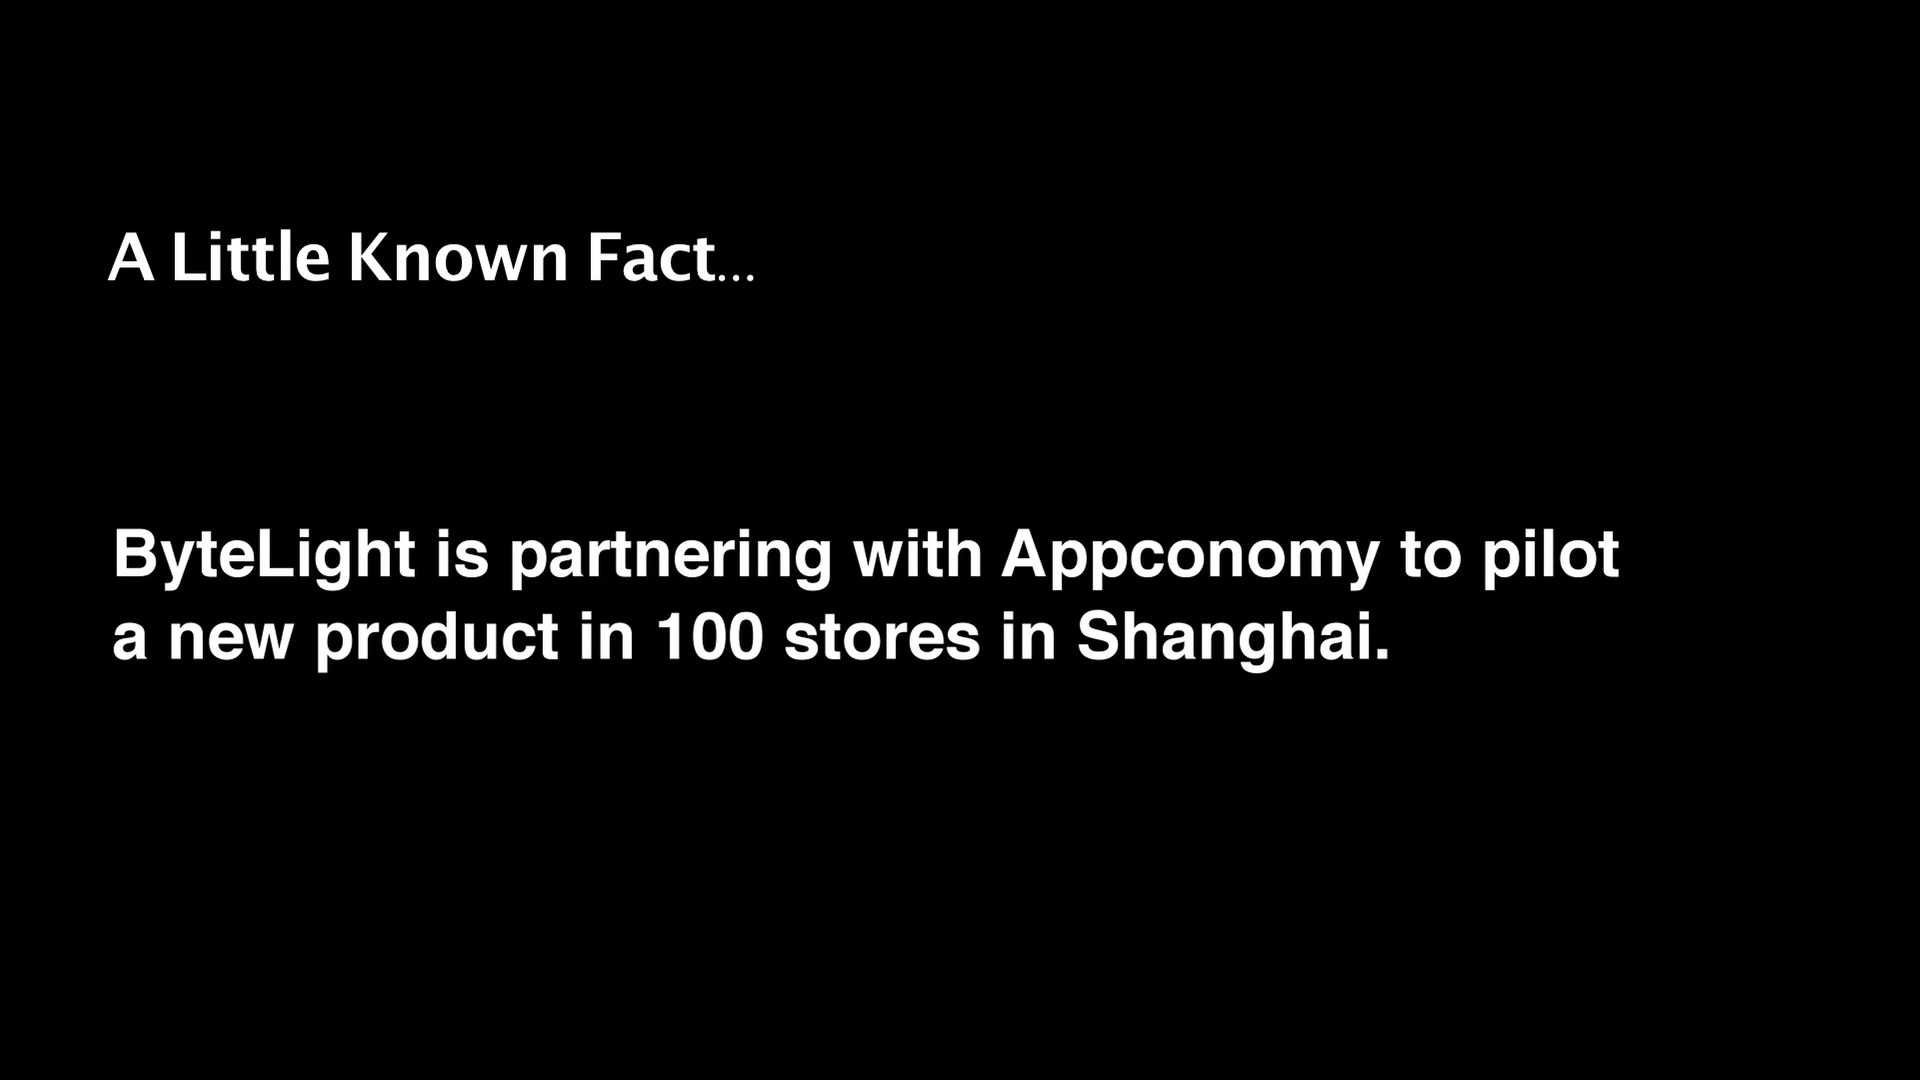 A Little Known Fact...
ByteLight is partnering with Appconomy to pilot
a new product in 100 stores in Shanghai.